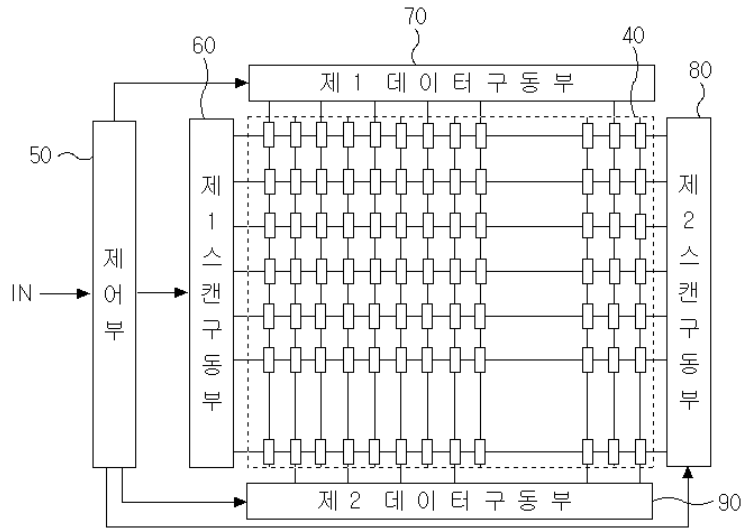 70
60
40
80
50
제 1 데 이 터 구 동 부
제 1 스 캔 구 동 부
제 2 스 캔 구 동 부
제 어 부
IN
제 2 데 이 터 구 동 부
90